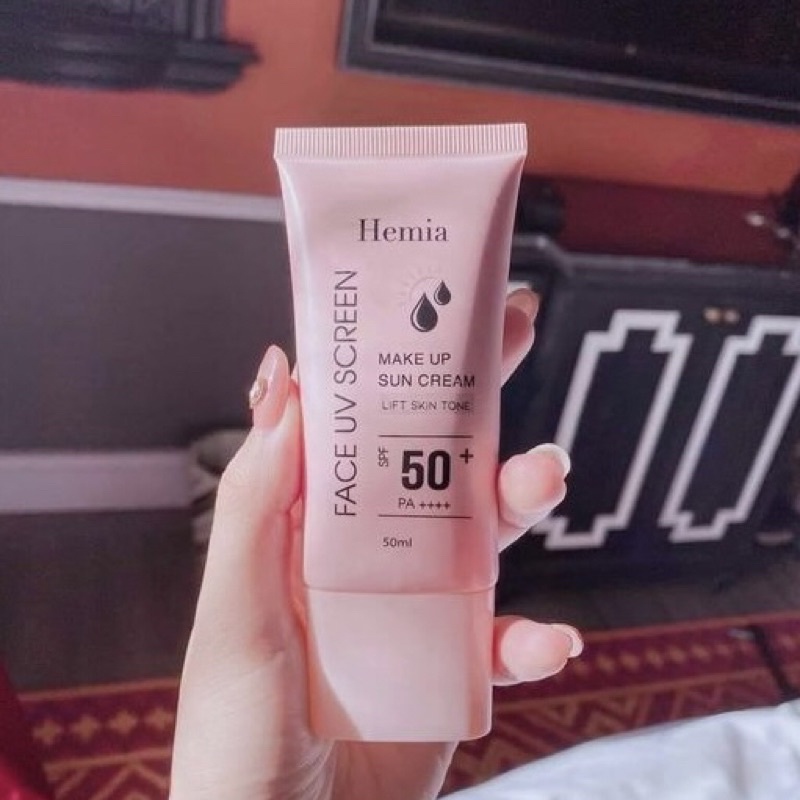 Hemia
FACE UV SCREEN
MAKE UP
SUN CREAM
LIFT SKIN TONE
SPF 50+
PA ++++
50ml